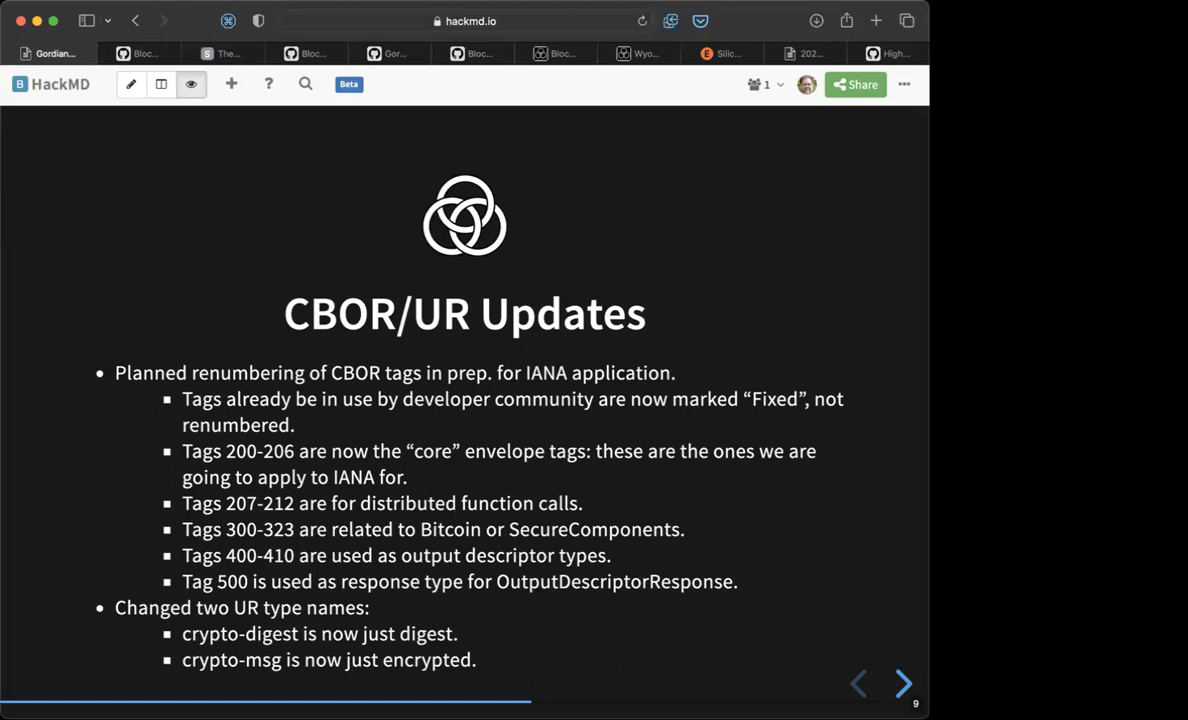 hackmd.io
Gordian...
Bloc...
S The...
Bloc...
Gor...
Bloc...
Bloc...
Wyo...
E Silic...
202...
High...
B HackMD
+ ?
Beta
1
Share
CBOR/UR Updates
• Planned renumbering of CBOR tags in prep. for IANA application.
▪ Tags already be in use by developer community are now marked “Fixed”, not
renumbered.
▪ Tags 200-206 are now the “core” envelope tags: these are the ones we are
going to apply to IANA for.
▪ Tags 207-212 are for distributed function calls.
▪ Tags 300-323 are related to Bitcoin or SecureComponents.
▪ Tags 400-410 are used as output descriptor types.
▪ Tag 500 is used as response type for OutputDescriptorResponse.
• Changed two UR type names:
▪ crypto-digest is now just digest.
▪ crypto-msg is now just encrypted.
9